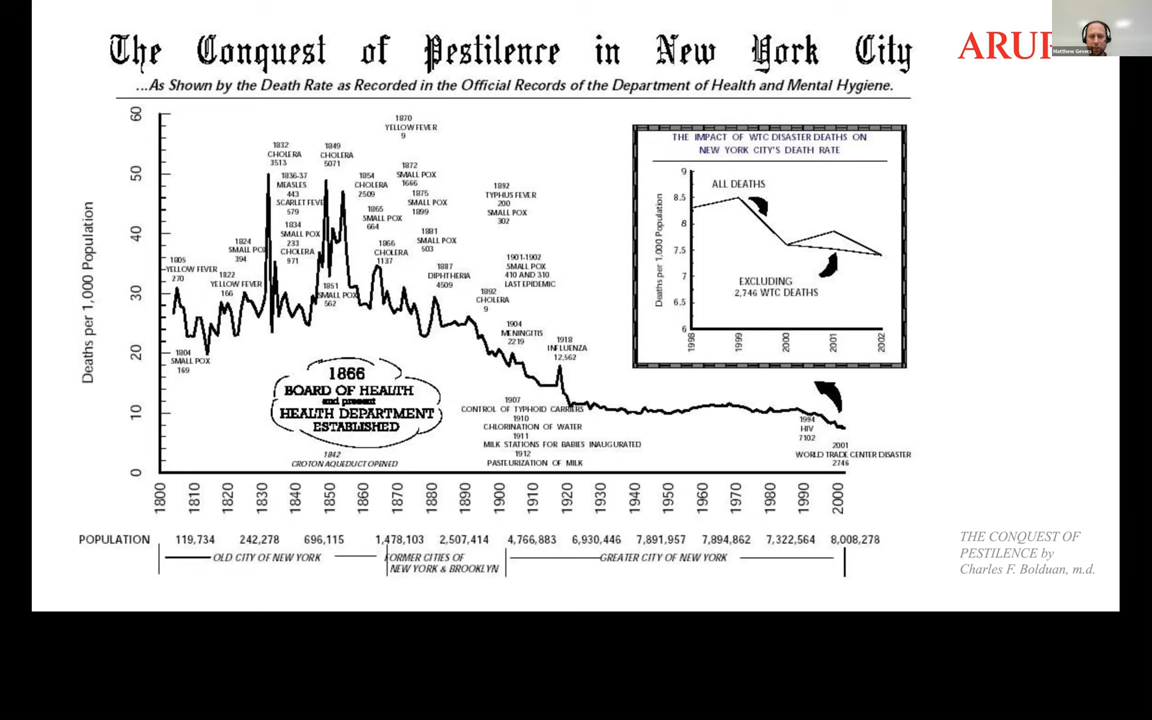 The Conquest of Pestilence in New York City
...As Shown by the Death Rate as Recorded in the Official Records of the Department of Health and Mental Hygiene.
ARUP
Matthew
Deaths per 1,000 Population
60
50
40
30
20
10
0
1805
YELLOW FEVER
270
1804
SMALL POX
169
1822
YELLOW FEVER
166
1824
SMALL POX
394
1832
CHOLERA
3513
1836-37
MEASLES
443
SCARLET FEVE
579
1834
SMALL POX
233
CHOLERA
971
1849
CHOLERA
5071
1851
SMALL POX
562
1854
CHOLERA
2509
1865
SMALL POX
664
1866
CHOLERA
1137
1870
YELLOW FEVER
9
1872
SMALL POX
1666
1875
SMALL POX
1899
1881
SMALL POX
503
1887
DIPHTHERIA
4509
1892
CHOLERA
9
1892
TYPHUS FEVER
200
SMALL POX
302
1901-1902
SMALL POX
410 AND 310
LAST EPIDEMIC
1904
MENINGITIS
2219
1918
INFLUENZA
12,562
1907
CONTROL OF TYPHOID CARRIERS
1910
CHLORINATION OF WATER
1911
MILK STATIONS FOR BABIES INAUGURATED
1912
PASTEURIZATION OF MILK
1866
BOARD OF HEALTH
and present
HEALTH DEPARTMENT
ESTABLISHED
1842
CROTON AQUEDUCT OPENED
1994
HIV
7102
2001
WORLD TRADE CENTER DISASTER
2746
THE IMPACT OF WTC DISASTER DEATHS ON
NEW YORK CITY'S DEATH RATE
Deaths per 1,000 Population
9
8.5
8
7.5
7
6.5
6
ALL DEATHS
EXCLUDING
2,746 WTC DEATHS
1998 1999 2000 2001 2002
1800 1810 1820 1830 1840 1850 1860 1870 1880 1890 1900 1910 1920 1930 1940 1950 1960 1970 1980 1990 2000
POPULATION 119,734 242,278 696,115 1,478,103 2,507,414 4,766,883 6,930,446 7,891,957 7,894,862 7,322,564 8,008,278
OLD CITY OF NEW YORK
FORMER CITIES OF
NEW YORK & BROOKLYN
GREATER CITY OF NEW YORK
THE CONQUEST OF
PESTILENCE by
Charles F. Bolduan, m.d.